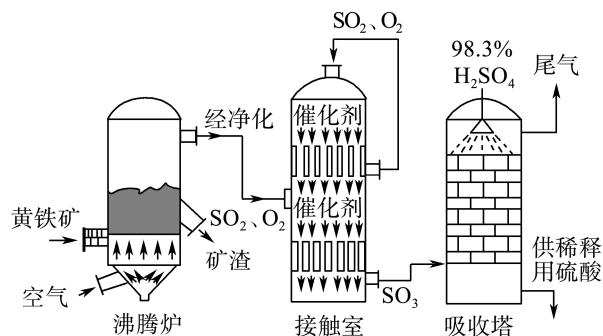 SO₂、O₂
98.3%
H₂SO₄
尾气
经净化
催化剂
催化剂
黄铁矿
SO₂、O₂
矿渣
空气
SO₃
供稀释
用硫酸
沸腾炉
接触室
吸收塔